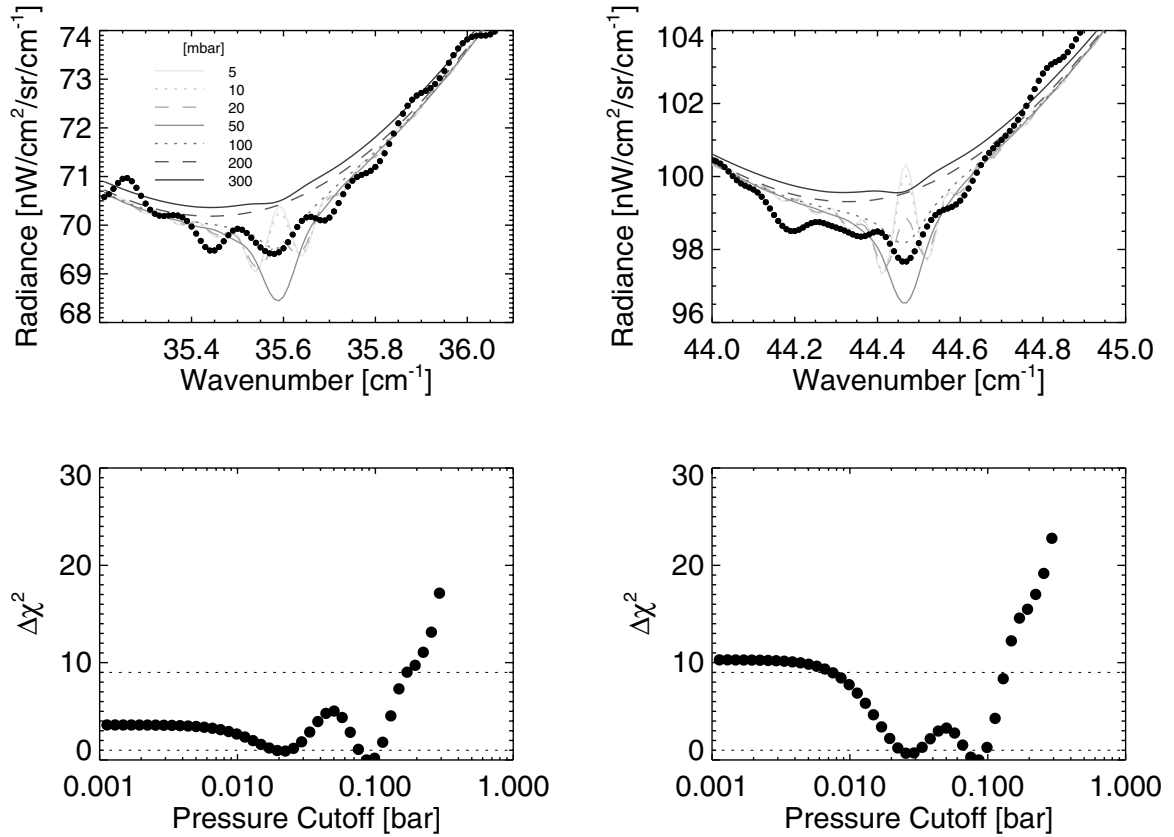 74
73
72
71
70
69
68
Radiance [nW/cm²/sr/cm⁻¹]
[mbar]
5
10
20
50
100
200
300
35.4 35.6 35.8 36.0
Wavenumber [cm⁻¹]
104
102
100
98
96
Radiance [nW/cm²/sr/cm⁻¹]
44.0 44.2 44.4 44.6 44.8 45.0
Wavenumber [cm⁻¹]
30
20
10
0
Δχ²
0.001 0.010 0.100 1.000
Pressure Cutoff [bar]
30
20
10
0
Δχ²
0.001 0.010 0.100 1.000
Pressure Cutoff [bar]